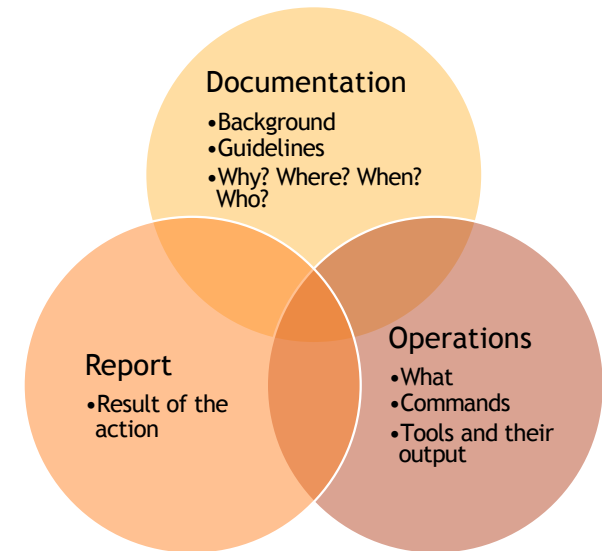 Documentation
•Background
•Guidelines
•Why? Where? When?
Who?
Report
•Result of the
action
Operations
•What
•Commands
•Tools and their
output